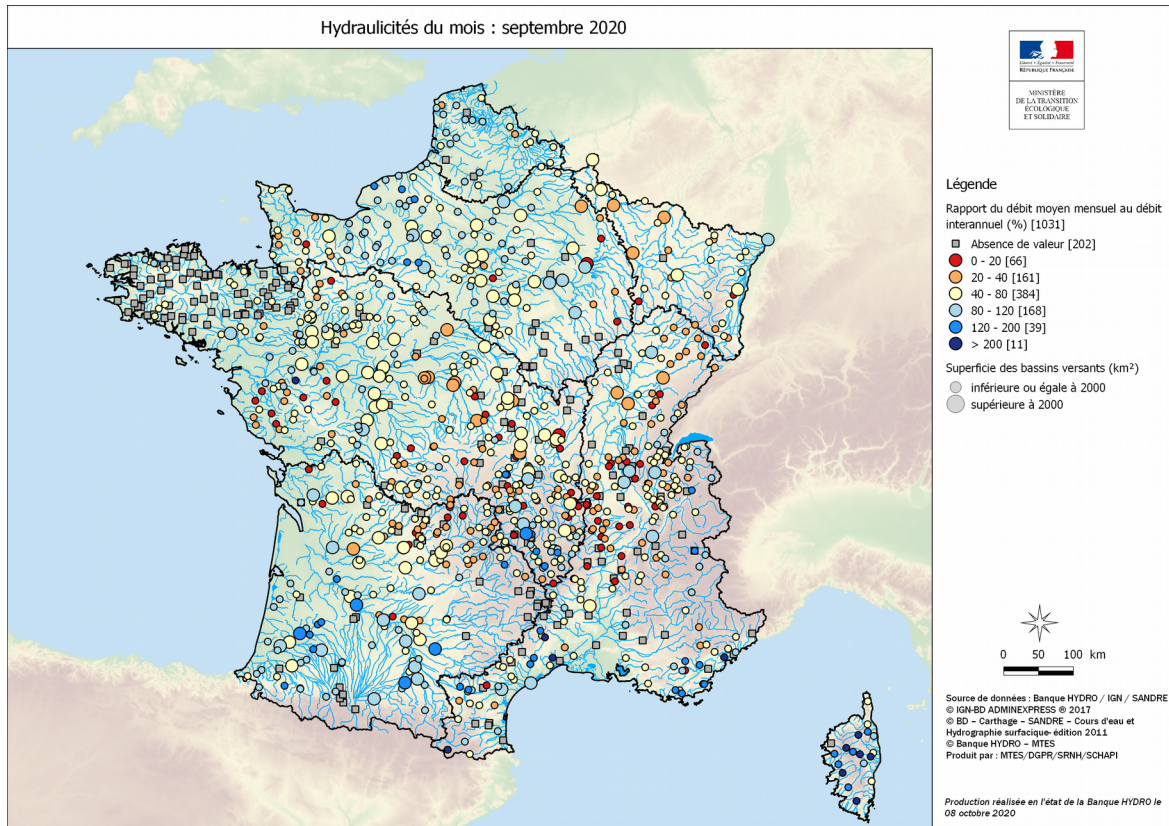 Hydraulicités du mois : septembre 2020
Liberté • Égalité • Fraternité
RÉPUBLIQUE FRANÇAISE
MINISTÈRE
DE LA TRANSITION
ÉCOLOGIQUE
ET SOLIDAIRE
Légende
Rapport du débit moyen mensuel au débit
interannuel (%) [1031]
Absence de valeur [202]
0 - 20 [66]
20 - 40 [161]
40 - 80 [384]
80 - 120 [168]
120 - 200 [39]
> 200 [11]
Superficie des bassins versants (km²)
inférieure ou égale à 2000
supérieure à 2000
0 50 100 km
Source de données : Banque HYDRO / IGN / SANDRE
© IGN-BD ADMINEXPRESS ® 2017
© BD – Carthage – SANDRE – Cours d'eau et
Hydrographie surfacique- édition 2011
© Banque HYDRO – MTES
Produit par : MTES/DGPR/SRNH/SCHAPI
Production réalisée en l'état de la Banque HYDRO le
08 octobre 2020